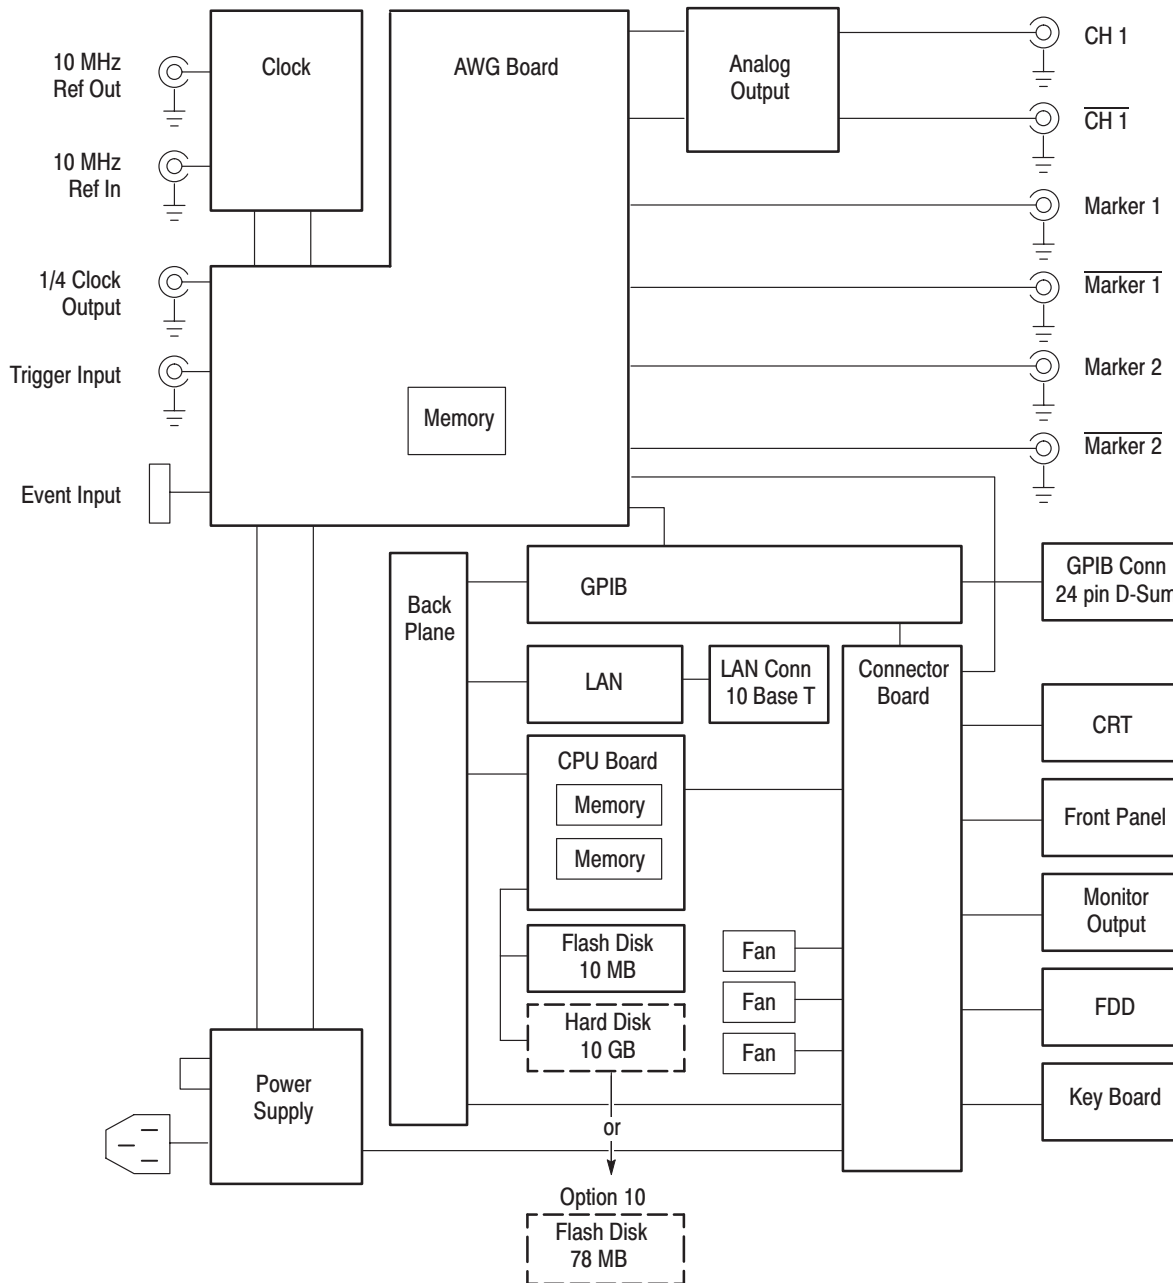 10 MHz
Ref Out
Clock
AWG Board
Analog
Output
CH 1
CH 1
10 MHz
Ref In
Marker 1
1/4 Clock
Output
Marker 1
Trigger Input
Marker 2
Memory
Marker 2
Event Input
Back
Plane
GPIB
GPIB Conn
24 pin D-Sum
LAN
LAN Conn
10 Base T
Connector
Board
CRT
CPU Board
Memory
Memory
Front Panel
Monitor
Output
Flash Disk
10 MB
Fan
Fan
Fan
Hard Disk
10 GB
FDD
Power
Supply
Key Board
or
Option 10
Flash Disk
78 MB